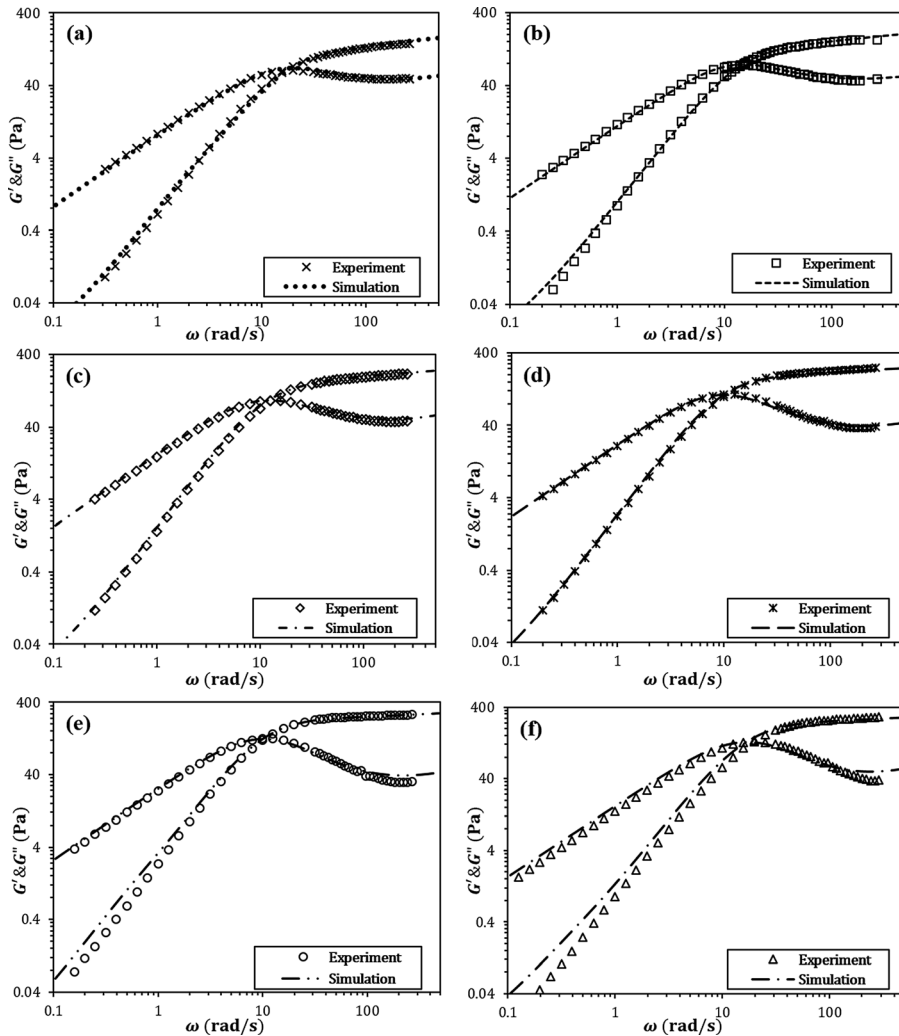 (a)
G' & G" (Pa)
400
40
4
0.4
0.04
0.1 1 10 100
ω (rad/s)
Experiment
Simulation
(b)
G' & G" (Pa)
400
40
4
0.4
0.04
0.1 1 10 100
ω (rad/s)
Experiment
Simulation
(c)
G' & G" (Pa)
400
40
4
0.4
0.04
0.1 1 10 100
ω (rad/s)
Experiment
Simulation
(d)
G' & G" (Pa)
400
40
4
0.4
0.04
0.1 1 10 100
ω (rad/s)
Experiment
Simulation
(e)
G' & G" (Pa)
400
40
4
0.4
0.04
0.1 1 10 100
ω (rad/s)
Experiment
Simulation
(f)
G' & G" (Pa)
400
40
4
0.4
0.04
0.1 1 10 100
ω (rad/s)
Experiment
Simulation